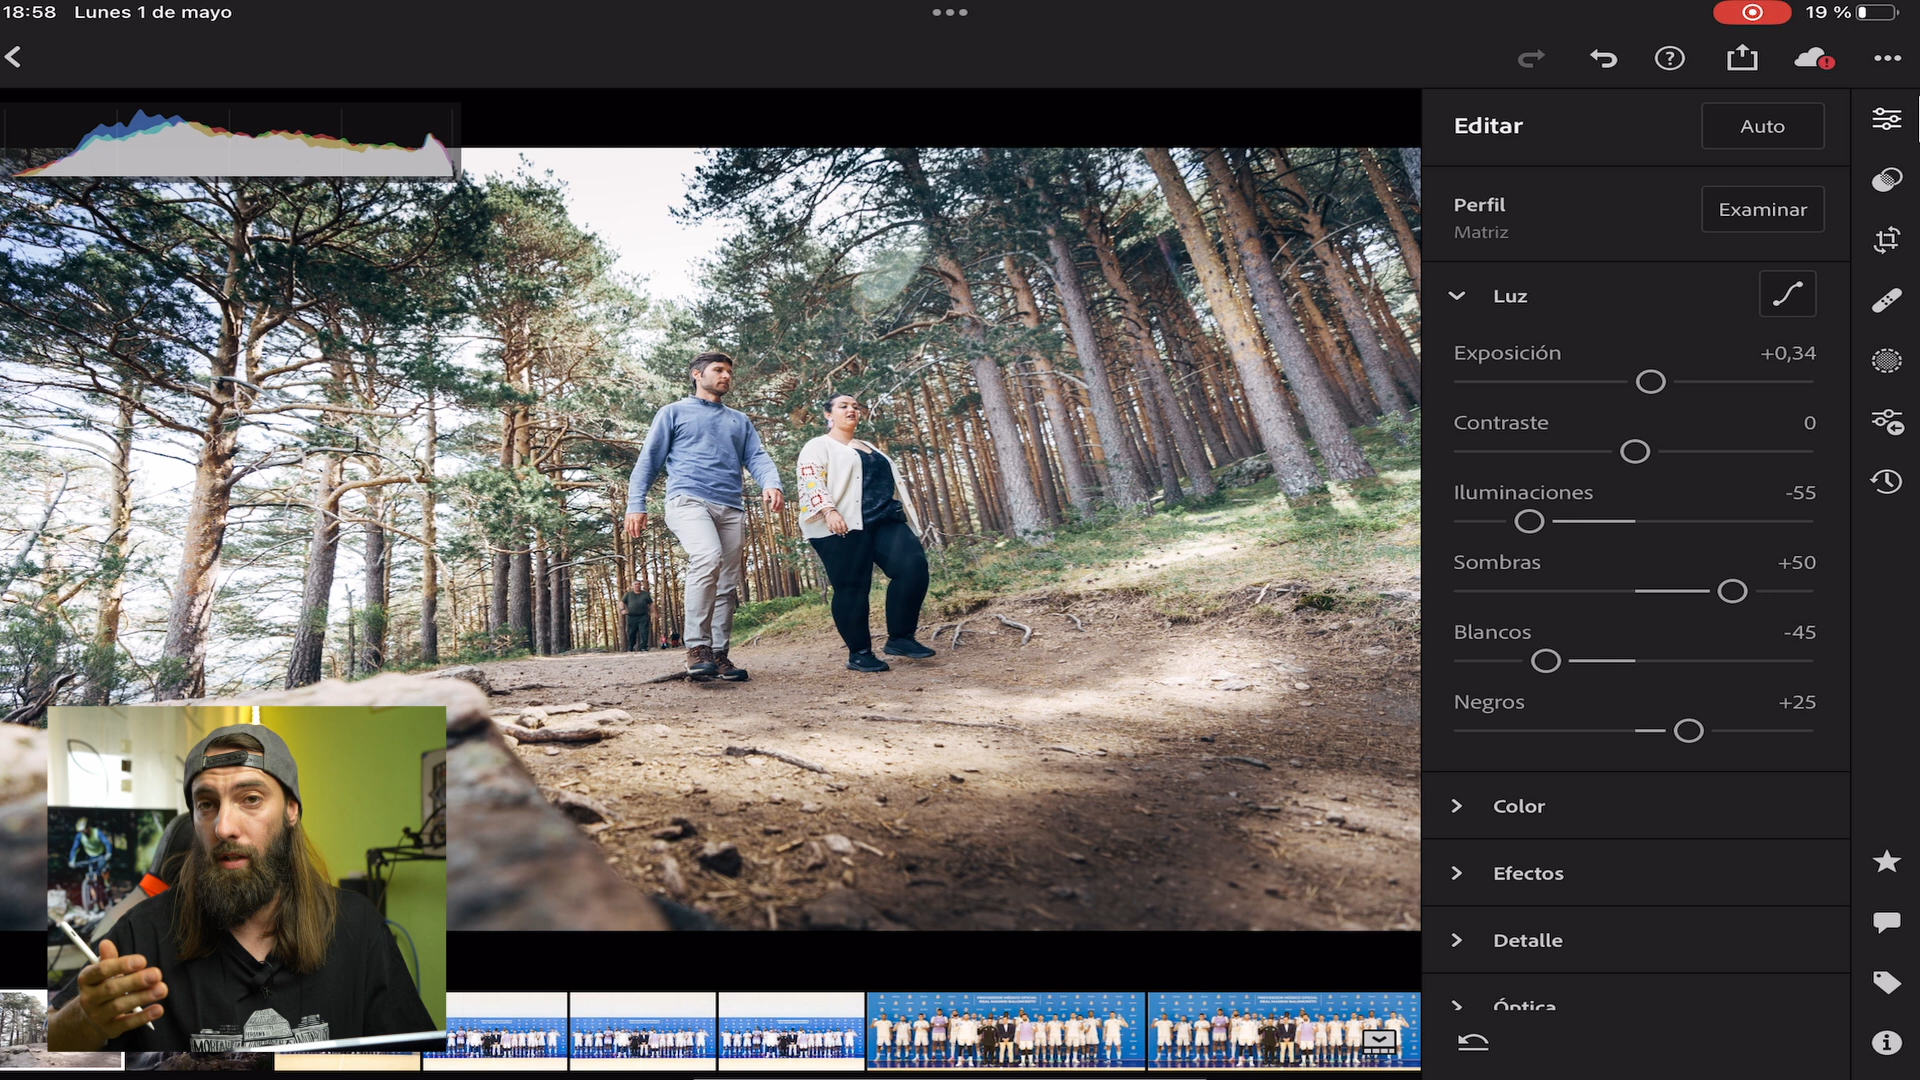 18:58 Lunes 1 de mayo
19 %
Editar
Auto
Perfil
Matriz
Examinar
Luz
Exposición +0,34
Contraste 0
Iluminaciones -55
Sombras +50
Blancos -45
Negros +25
Color
Efectos
Detalle
Óptica